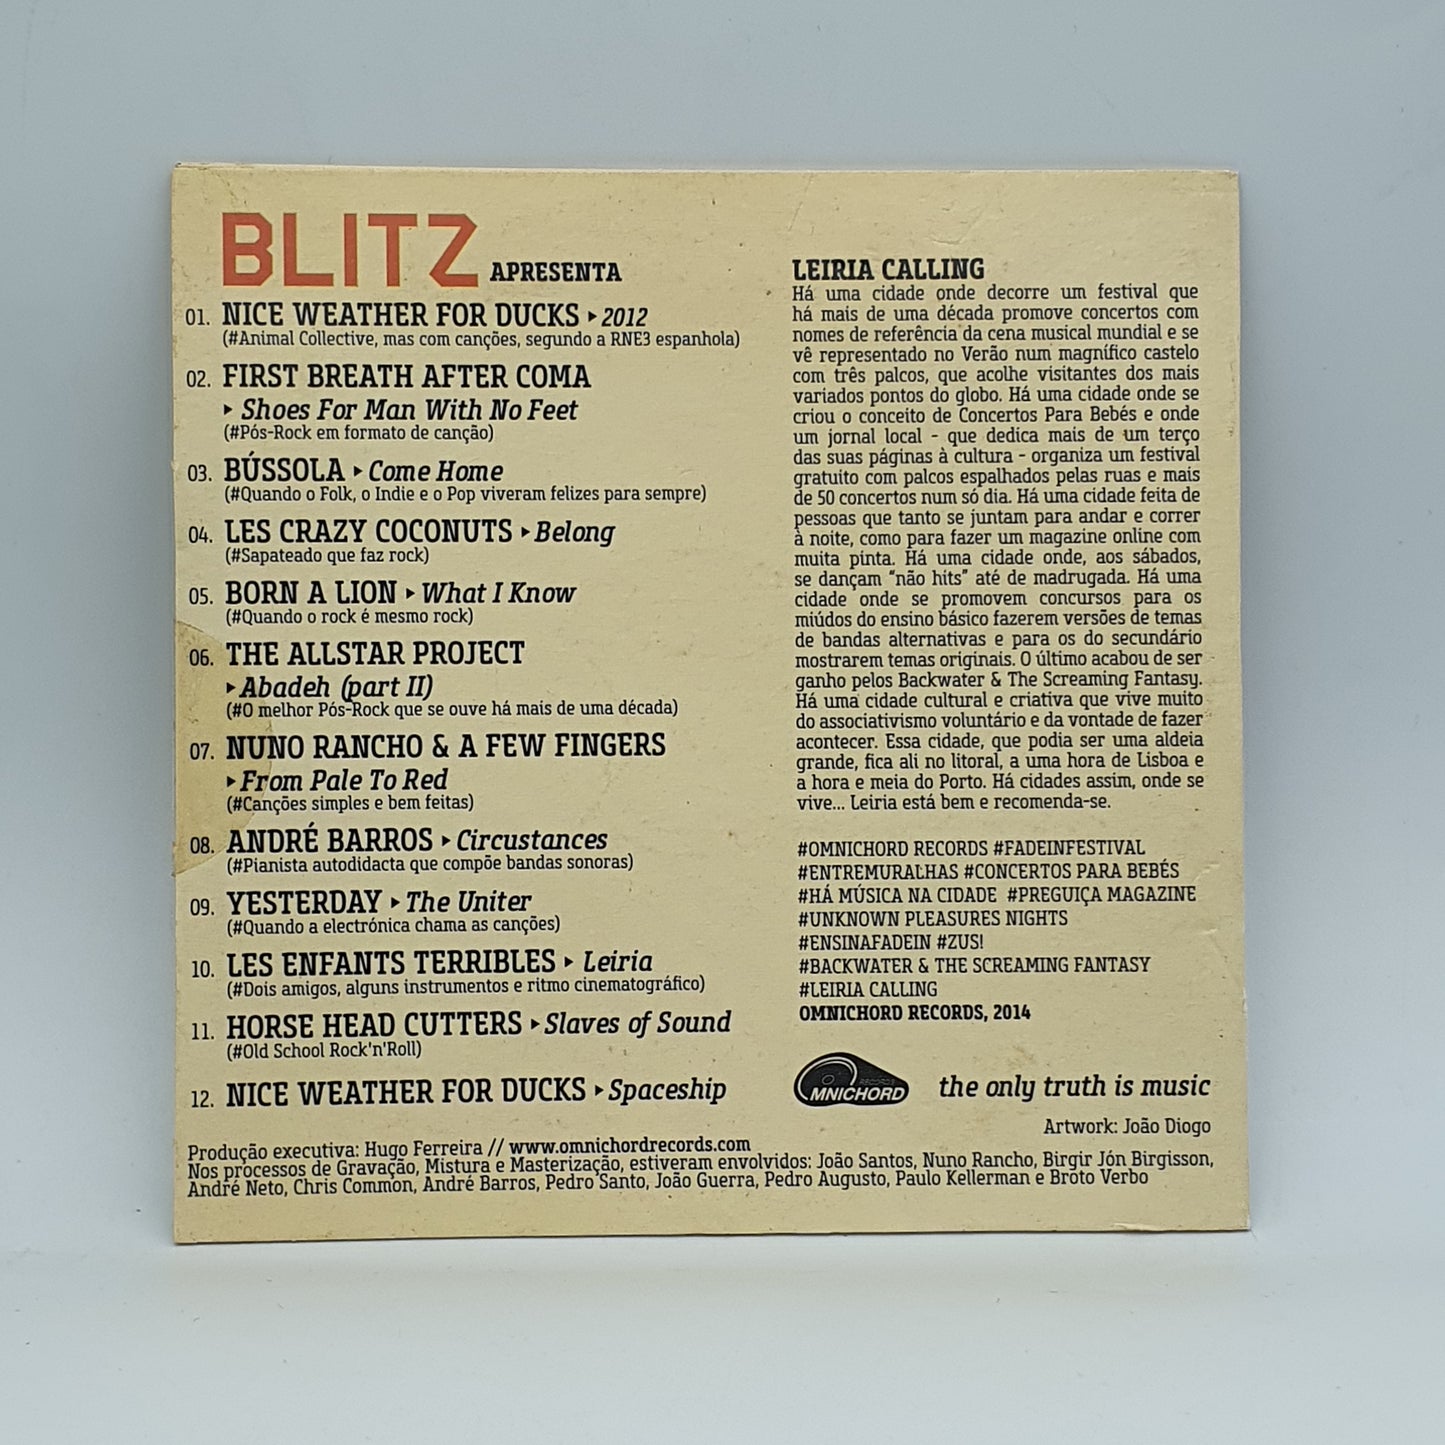 BLITZ APRESENTA
01. NICE WEATHER FOR DUCKS ▸ 2012
(#Animal Collective, mas com canções, segundo a RNE3 espanhola)
02. FIRST BREATH AFTER COMA
▸ Shoes For Man With No Feet
(#Pós-Rock em formato de canção)
03. BÚSSOLA ▸ Come Home
(#Quando o Folk, o Indie e o Pop viveram felizes para sempre)
04. LES CRAZY COCONUTS ▸ Belong
(#Sapateado que faz rock)
05. BORN A LION ▸ What I Know
(#Quando o rock é mesmo rock)
06. THE ALLSTAR PROJECT
▸ Abadeh (part II)
(#O melhor Pós-Rock que se ouve há mais de uma década)
07. NUNO RANCHO & A FEW FINGERS
▸ From Pale To Red
(#Canções simples e bem feitas)
08. ANDRÉ BARROS ▸ Circustances
(#Pianista autodidacta que compõe bandas sonoras)
09. YESTERDAY ▸ The Uniter
(#Quando a electrónica chama as canções)
10. LES ENFANTS TERRIBLES ▸ Leiria
(#Dois amigos, alguns instrumentos e ritmo cinematográfico)
11. HORSE HEAD CUTTERS ▸ Slaves of Sound
(#Old School Rock'n'Roll)
12. NICE WEATHER FOR DUCKS ▸ Spaceship
LEIRIA CALLING
Há uma cidade onde decorre um festival que
há mais de uma década promove concertos com
nomes de referência da cena musical mundial e se
vê representado no Verão num magnífico castelo
com três palcos, que acolhe visitantes dos mais
variados pontos do globo. Há uma cidade onde se
criou o conceito de Concertos Para Bebés e onde
um jornal local - que dedica mais de um terço
das suas páginas à cultura - organiza um festival
gratuito com palcos espalhados pelas ruas e mais
de 50 concertos num só dia. Há uma cidade feita de
pessoas que tanto se juntam para andar e correr
à noite, como para fazer um magazine online com
muita pinta. Há uma cidade onde, aos sábados,
se dançam “não hits” até de madrugada. Há uma
cidade onde se promovem concursos para os
miúdos do ensino básico fazerem versões de temas
de bandas alternativas e para os do secundário
mostrarem temas originais. O último acabou de ser
ganho pelos Backwater & The Screaming Fantasy.
Há uma cidade cultural e criativa que vive muito
do associativismo voluntário e da vontade de fazer
acontecer. Essa cidade, que podia ser uma aldeia
grande, fica ali no litoral, a uma hora de Lisboa e
a hora e meia do Porto. Há cidades assim, onde se
vive... Leiria está bem e recomenda-se.
#OMNICHORD RECORDS #FADEINFESTIVAL
#ENTREMURALHAS #CONCERTOS PARA BEBÉS
#HÁ MÚSICA NA CIDADE #PREGUIÇA MAGAZINE
#UNKNOWN PLEASURES NIGHTS
#ENSINAFADEIN #ZUS!
#BACKWATER & THE SCREAMING FANTASY
#LEIRIA CALLING
OMNICHORD RECORDS, 2014
RECORDS
OMNICHORD
the only truth is music
Artwork: João Diogo
Produção executiva: Hugo Ferreira // www.omnichordrecords.com
Nos processos de Gravação, Mistura e Masterização, estiveram envolvidos: João Santos, Nuno Rancho, Birgir Jón Birgisson,
André Neto, Chris Common, André Barros, Pedro Santo, João Guerra, Pedro Augusto, Paulo Kellerman e Broto Verbo